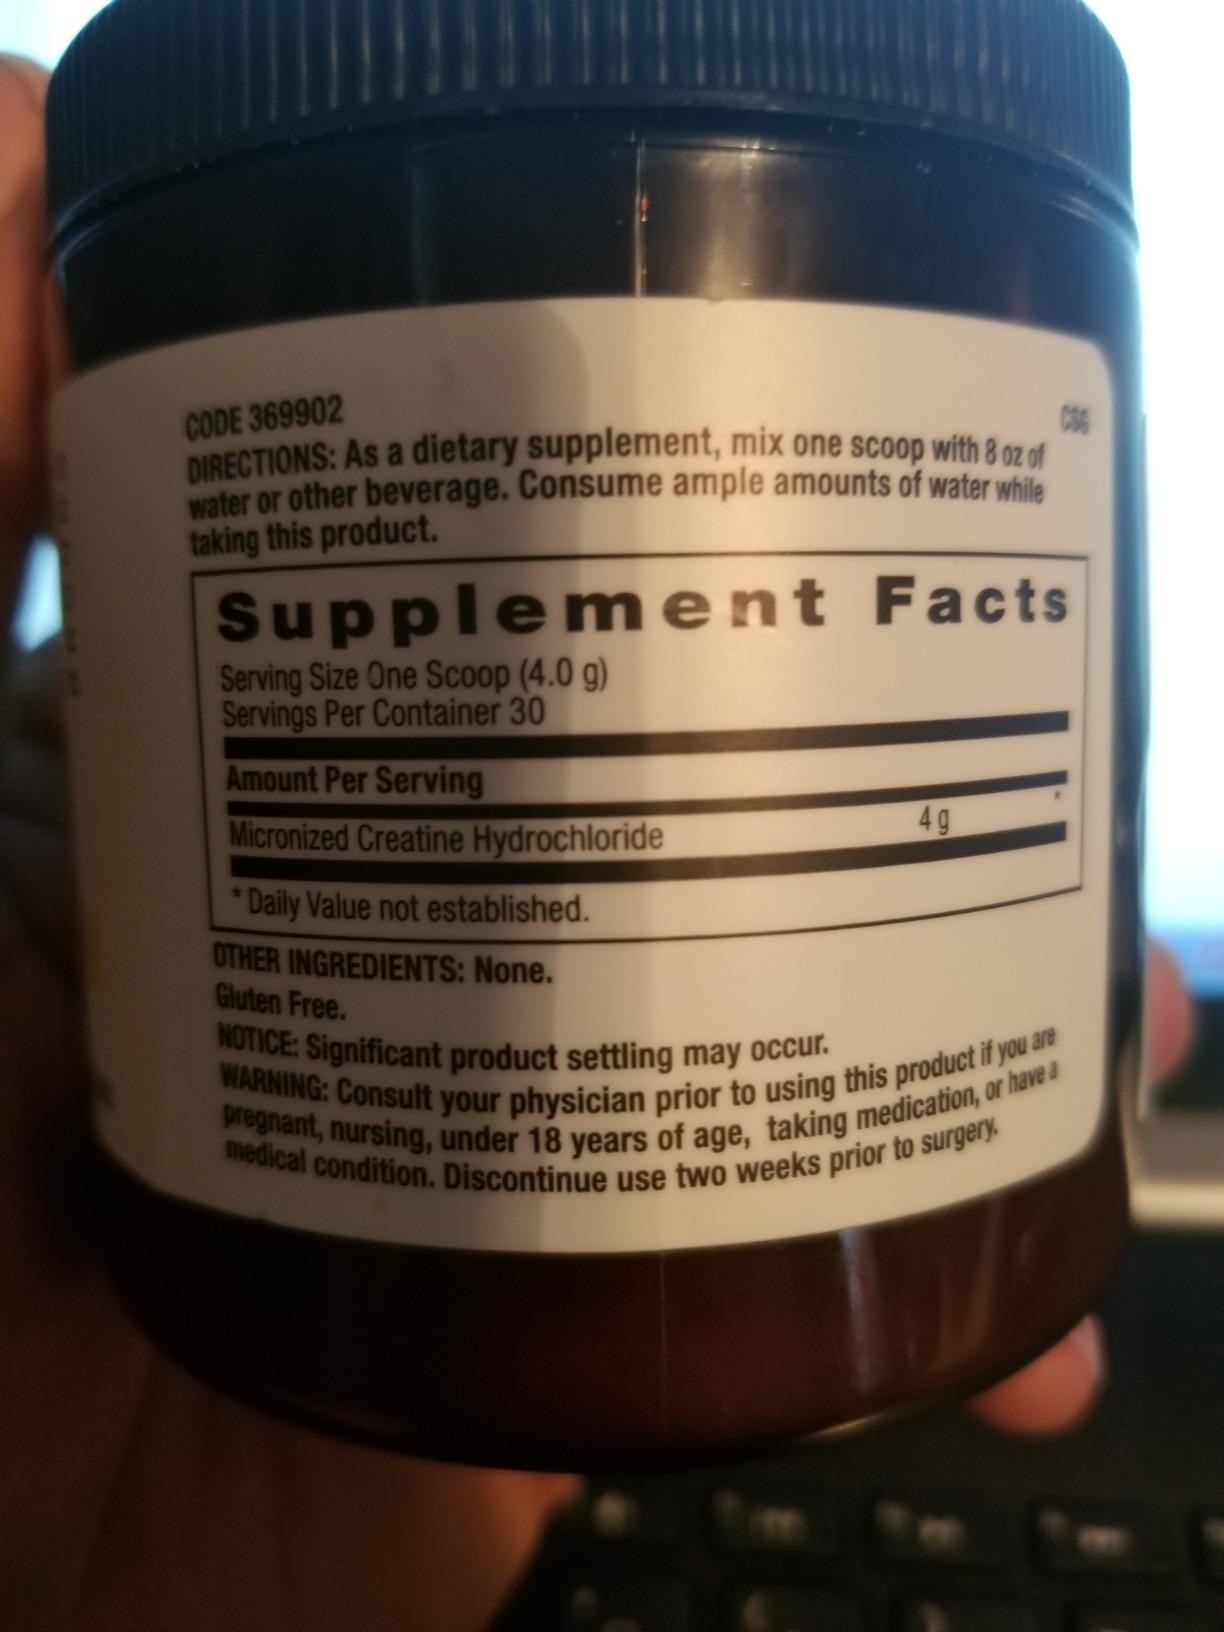 CODE 369902
CSG
DIRECTIONS: As a dietary supplement, mix one scoop with 8 oz of
water or other beverage. Consume ample amounts of water while
taking this product.
Supplement Facts
Serving Size One Scoop (4.0 g)
Servings Per Container 30
Amount Per Serving
Micronized Creatine Hydrochloride 4 g *
* Daily Value not established.
OTHER INGREDIENTS: None.
Gluten Free.
NOTICE: Significant product settling may occur.
WARNING: Consult your physician prior to using this product if you are
pregnant, nursing, under 18 years of age, taking medication, or have a
medical condition. Discontinue use two weeks prior to surgery.